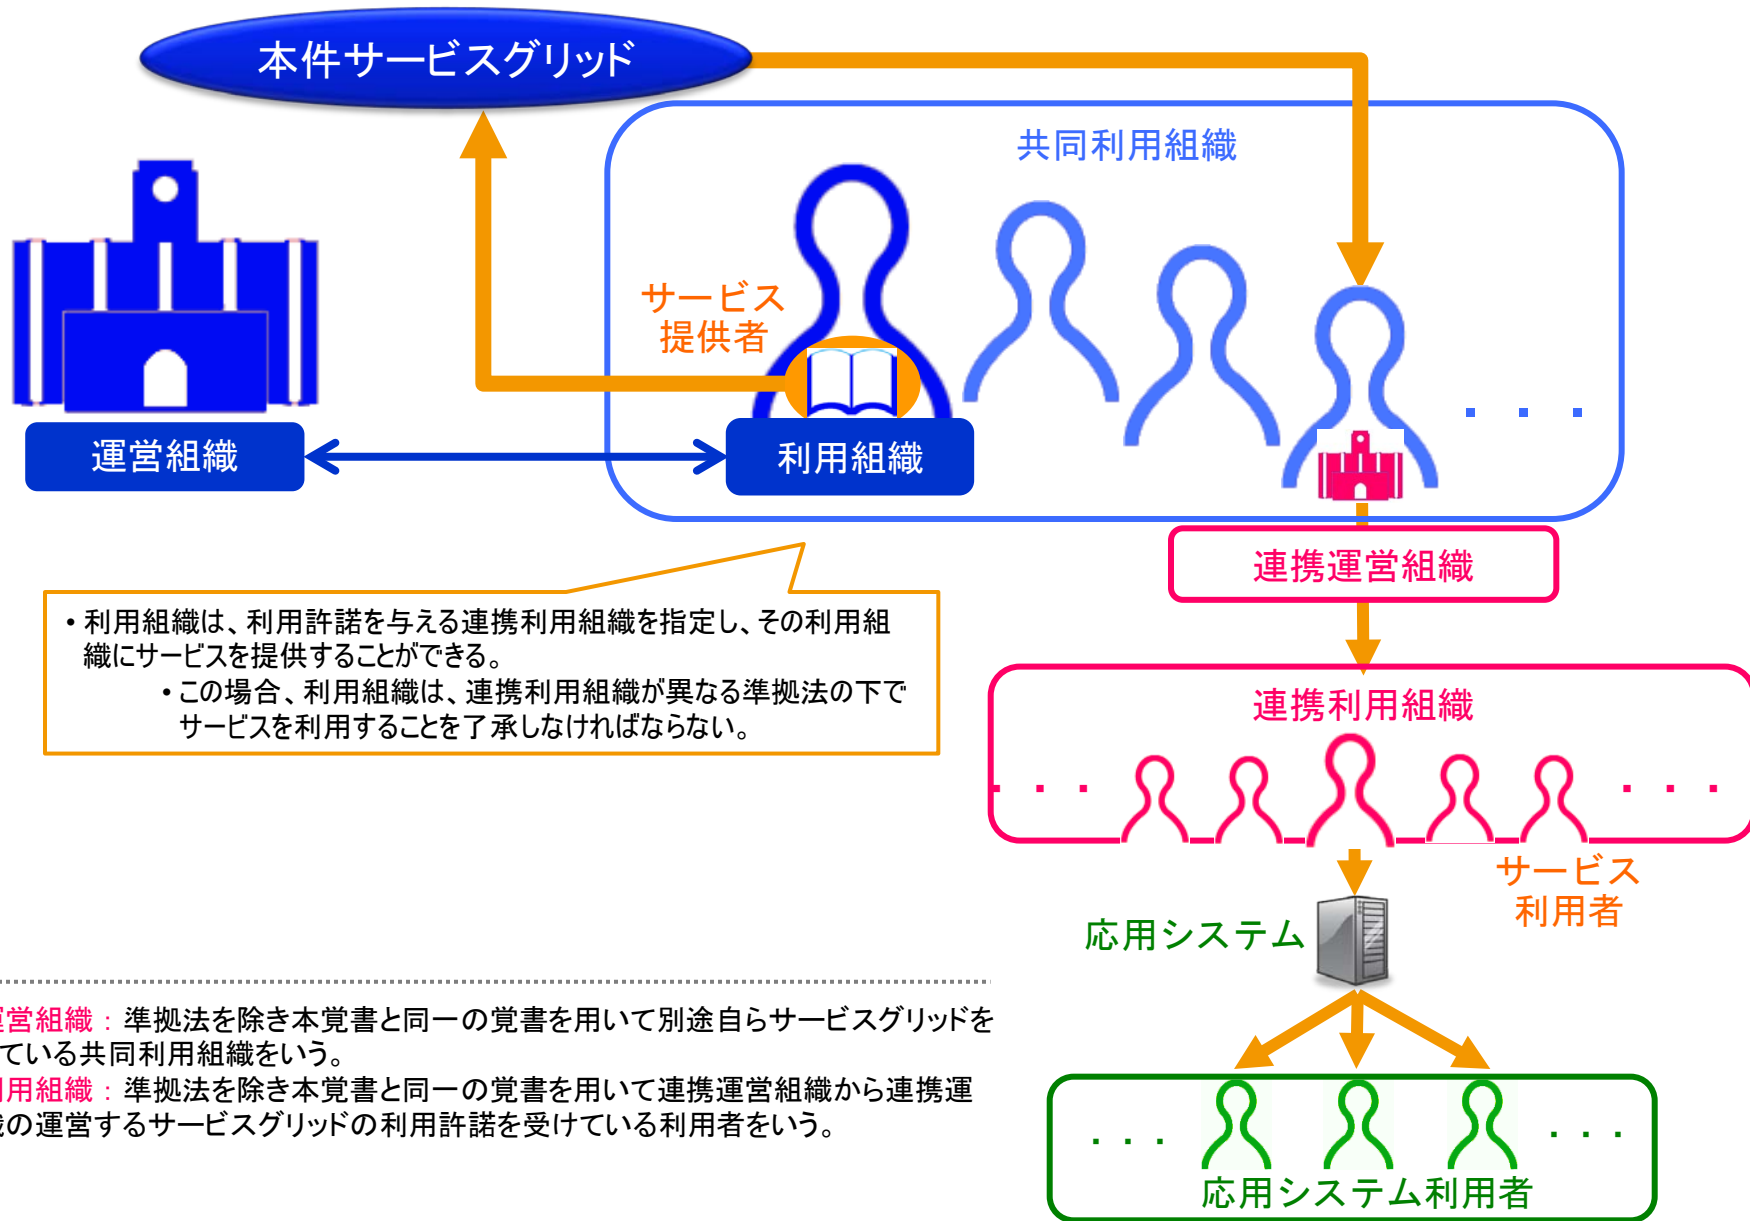 本件サービスグリッド
共同利用組織
サービス
提供者
運営組織
利用組織
連携運営組織
・利用組織は、利用許諾を与える連携利用組織を指定し、その利用組
織にサービスを提供することができる。
・この場合、利用組織は、連携利用組織が異なる準拠法の下で
サービスを利用することを了承しなければならない。
連携利用組織
・・・
・・・
・・・
サービス
利用者
応用システム
営組織：準拠法を除き本覚書と同一の覚書を用いて別途自らサービスグリッドを
ている共同利用組織をいう。
用組織：準拠法を除き本覚書と同一の覚書を用いて連携運営組織から連携運
の運営するサービスグリッドの利用許諾を受けている利用者をいう。
・・・
・・・
応用システム利用者